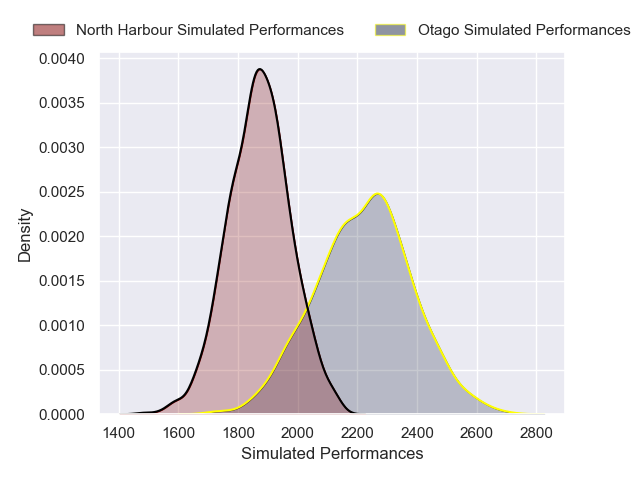 North Harbour Simulated Performances Otago Simulated Performances
0.0040
0.0035
0.0030
0.0025
0.0020
0.0015
0.0010
0.0005
0.0000
Density
1400 1600 1800 2000 2200 2400 2600 2800
Simulated Performances